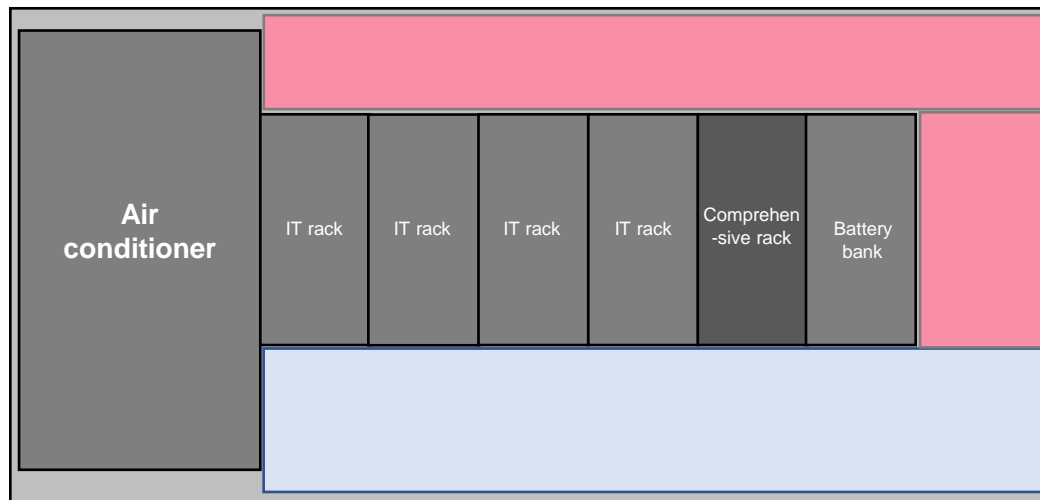 Air
conditioner
IT rack
IT rack
IT rack
IT rack
Comprehen
-sive rack
Battery
bank